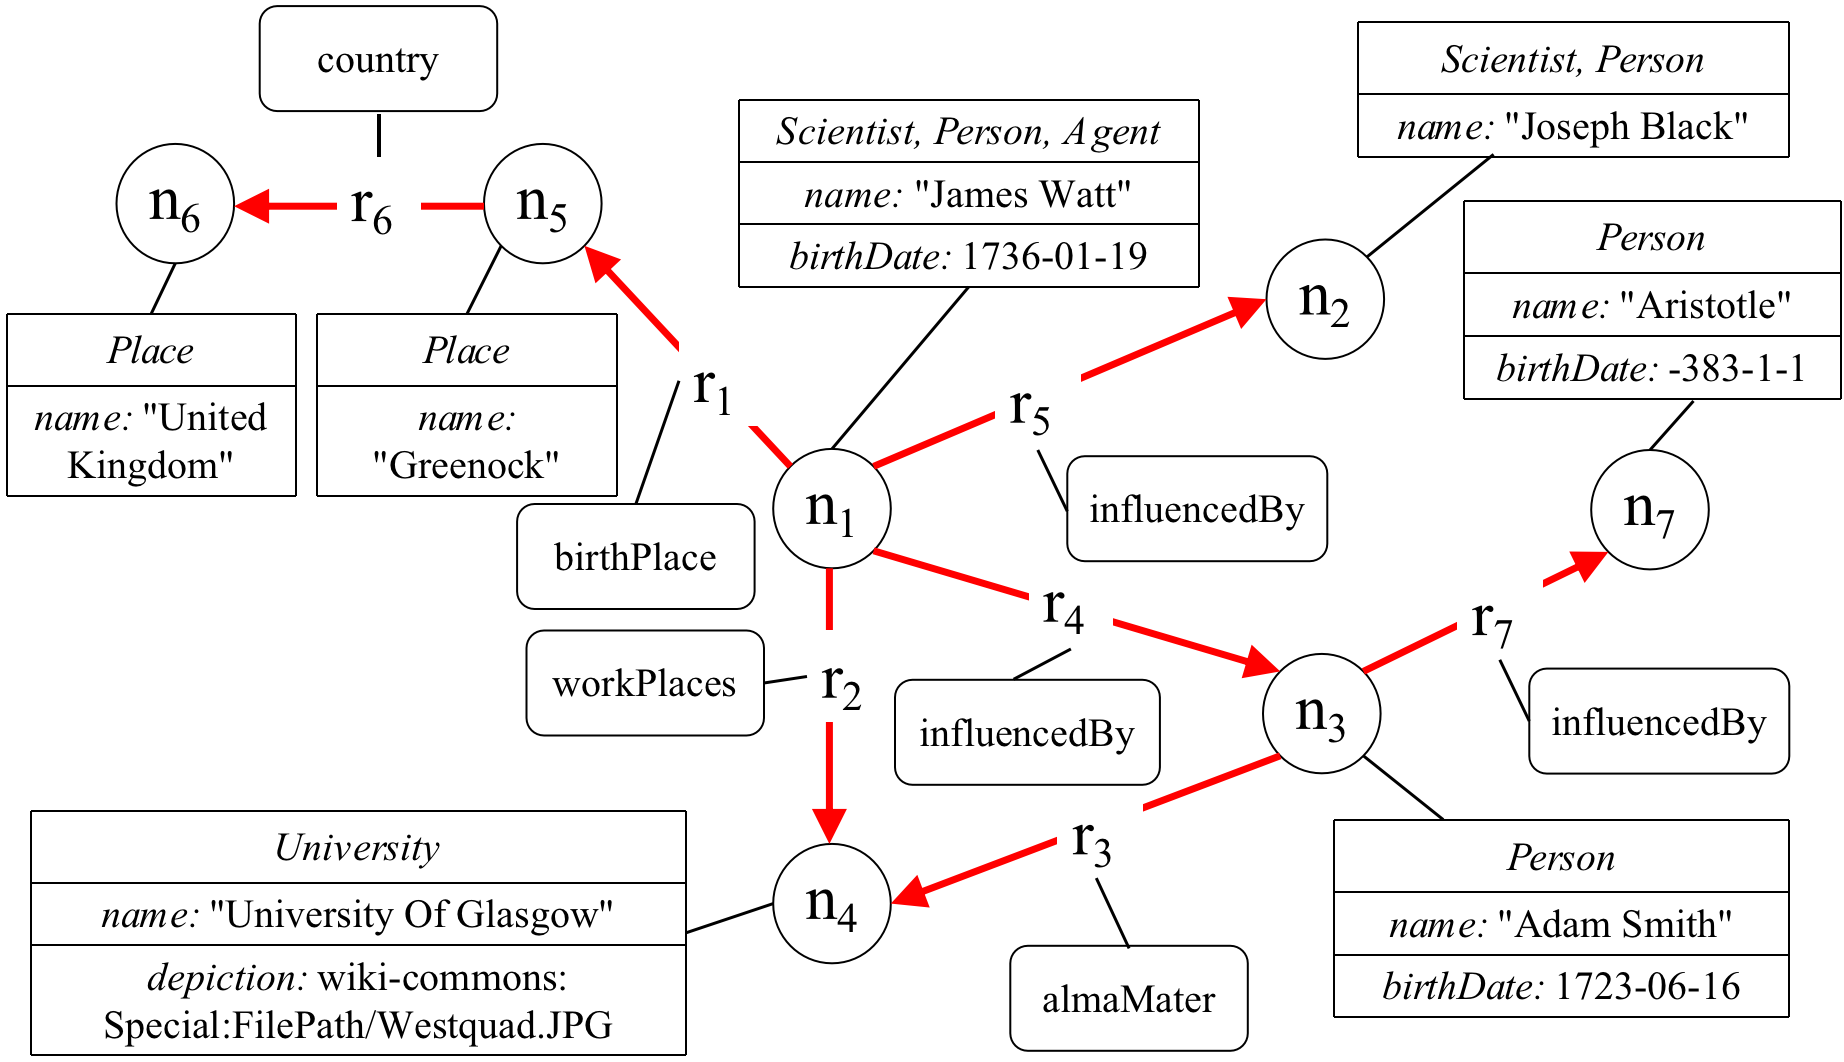 country
Scientist, Person
name: "Joseph Black"
Scientist, Person, Agent
name: "James Watt"
birthDate: 1736-01-19
n6
r6
n5
Person
name: "Aristotle"
birthDate: -383-1-1
n2
Place
name: "United
Kingdom"
Place
name:
"Greenock"
r1
r5
n1
influencedBy
n7
birthPlace
r4
r7
workPlaces
r2
influencedBy
n3
influencedBy
University
name: "University Of Glasgow"
depiction: wiki-commons:
Special:FilePath/Westquad.JPG
n4
r3
almaMater
Person
name: "Adam Smith"
birthDate: 1723-06-16